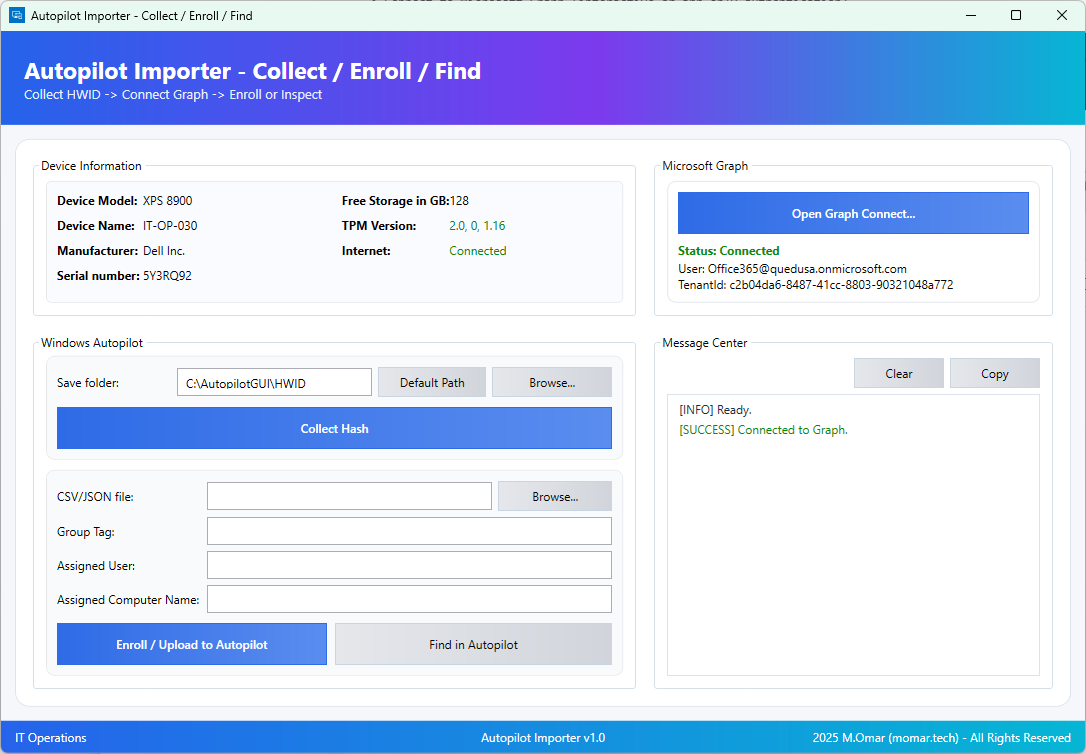 Autopilot Importer - Collect / Enroll / Find
Autopilot Importer - Collect / Enroll / Find
Collect HWID -> Connect Graph -> Enroll or Inspect
Device Information
Device Model: XPS 8900
Device Name: IT-OP-030
Manufacturer: Dell Inc.
Serial number: 5Y3RQ92
Free Storage in GB:128
TPM Version: 2.0, 0, 1.16
Internet: Connected
Microsoft Graph
Open Graph Connect...
Status: Connected
User: Office365@quedusa.onmicrosoft.com
TenantId: c2b04da6-8487-41cc-8803-90321048a772
Windows Autopilot
Save folder: C:\AutopilotGUI\HWID Default Path Browse...
Collect Hash
CSV/JSON file: Browse...
Group Tag:
Assigned User:
Assigned Computer Name:
Enroll / Upload to Autopilot Find in Autopilot
Message Center
Clear Copy
[INFO] Ready.
[SUCCESS] Connected to Graph.
IT Operations Autopilot Importer v1.0 2025 M.Omar (momar.tech) - All Rights Reserved